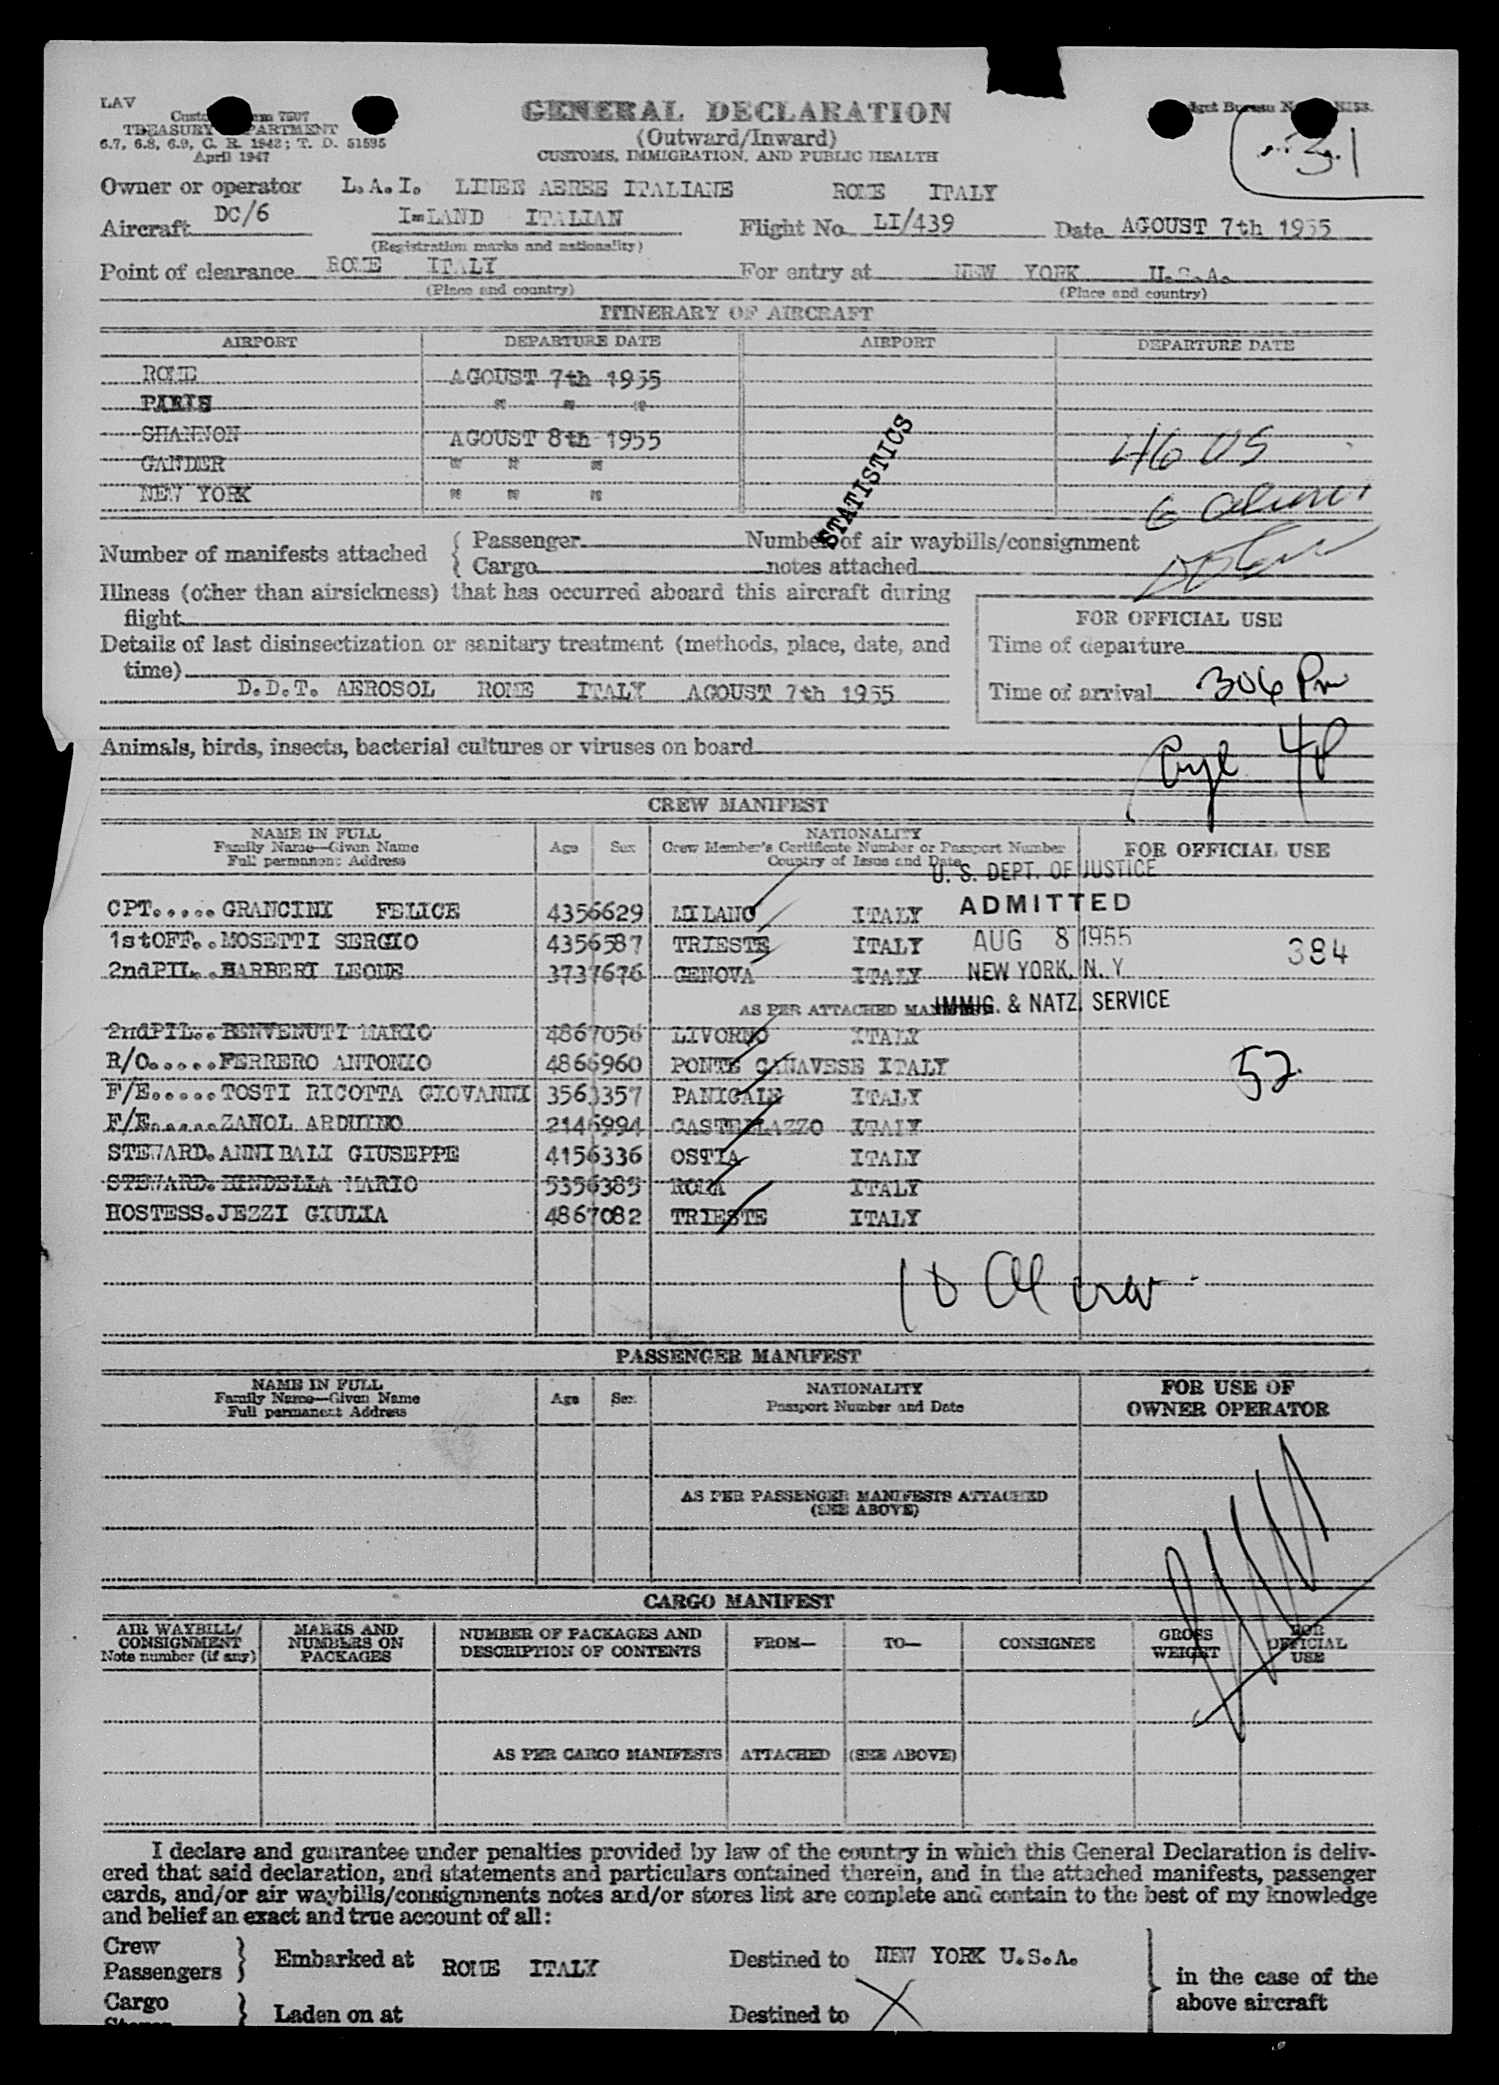 LAV
TREASURY DEPARTMENT
6.7, 6.8, 6.9, C. R. 1942; T. D. 51595
April 1947
GENERAL DECLARATION
(Outward/Inward)
CUSTOMS, IMMIGRATION, AND PUBLIC HEALTH
31
Owner or operator L.A.I. LINEE AEREE ITALIANE ROME ITALY
Aircraft DC/6 I-LAND ITALIAN Flight No. LI/439 Date AGOUST 7th 1955
(Registration marks and nationality)
Point of clearance ROME ITALY For entry at NEW YORK U.S.A.
(Place and country) (Place and country)
ITINERARY OF AIRCRAFT
AIRPORT DEPARTURE DATE AIRPORT DEPARTURE DATE
ROME AGOUST 7th 1955
PARIS " " "
SHANNON AGOUST 8th 1955
GANDER " " "
NEW YORK " " "
STATISTICS
46 US
6
Number of manifests attached { Passenger Number of air waybills/consignment
{ Cargo notes attached
Illness (other than airsickness) that has occurred aboard this aircraft during
flight
Details of last disinsectization or sanitary treatment (methods, place, date, and
time)
D.D.T. AEROSOL ROME ITALY AGOUST 7th 1955
FOR OFFICIAL USE
Time of departure
Time of arrival 306 Pm
Animals, birds, insects, bacterial cultures or viruses on board
CREW MANIFEST
NAME IN FULL
Family Name—Given Name
Full permanent Address
Age Sex
NATIONALITY
Crew Member's Certificate Number or Passport Number
Country of Issue and Date
FOR OFFICIAL USE
U. S. DEPT. OF JUSTICE
ADMITTED
AUG 8 1955
NEW YORK, N. Y.
IMMIG. & NATZ. SERVICE
384
CPT.....GRANCINI FELICE 4356629 MILANO ITALY
1stOFF..MOSETTI SERGIO 4356587 TRIESTE ITALY
2ndPIL..BARBERI LEONE 3737676 GENOVA ITALY
AS PER ATTACHED
2ndPIL..BENVENUTI MARIO 4867056 LIVORNO ITALY
R/O.....FERRERO ANTONIO 4866960 PONTE CANAVESE ITALY
52
F/E.....TOSTI RICOTTA GIOVANNI 3563357 PANIGALE ITALY
F/E.....ZANOL ARDUINO 2146994 CASTELLAZZO ITALY
STEWARD.ANNIBALI GIUSEPPE 4156336 OSTIA ITALY
STEWARD.BINDELLA MARIO 5356385 ROMA ITALY
HOSTESS.JEZZI GIULIA 4867082 TRIESTE ITALY
10 Al crew
PASSENGER MANIFEST
NAME IN FULL
Family Name—Given Name
Full permanent Address
Age Sex
NATIONALITY
Passport Number and Date
FOR USE OF
OWNER OPERATOR
AS PER PASSENGER MANIFESTS ATTACHED
(SEE ABOVE)
CARGO MANIFEST
AIR WAYBILL/
CONSIGNMENT
Note number (if any)
MARKS AND
NUMBERS ON
PACKAGES
NUMBER OF PACKAGES AND
DESCRIPTION OF CONTENTS
FROM— TO— CONSIGNEE
GROSS
WEIGHT
FOR
OFFICIAL
USE
AS PER CARGO MANIFESTS ATTACHED (SEE ABOVE)
I declare and guarantee under penalties provided by law of the country in which this General Declaration is deliv-
ered that said declaration, and statements and particulars contained therein, and in the attached manifests, passenger
cards, and/or air waybills/consignments notes and/or stores list are complete and contain to the best of my knowledge
and belief an exact and true account of all:
Crew
Passengers } Embarked at ROME ITALY Destined to NEW YORK U.S.A.
in the case of the
above aircraft
Cargo
Stores } Laden on at Destined to X